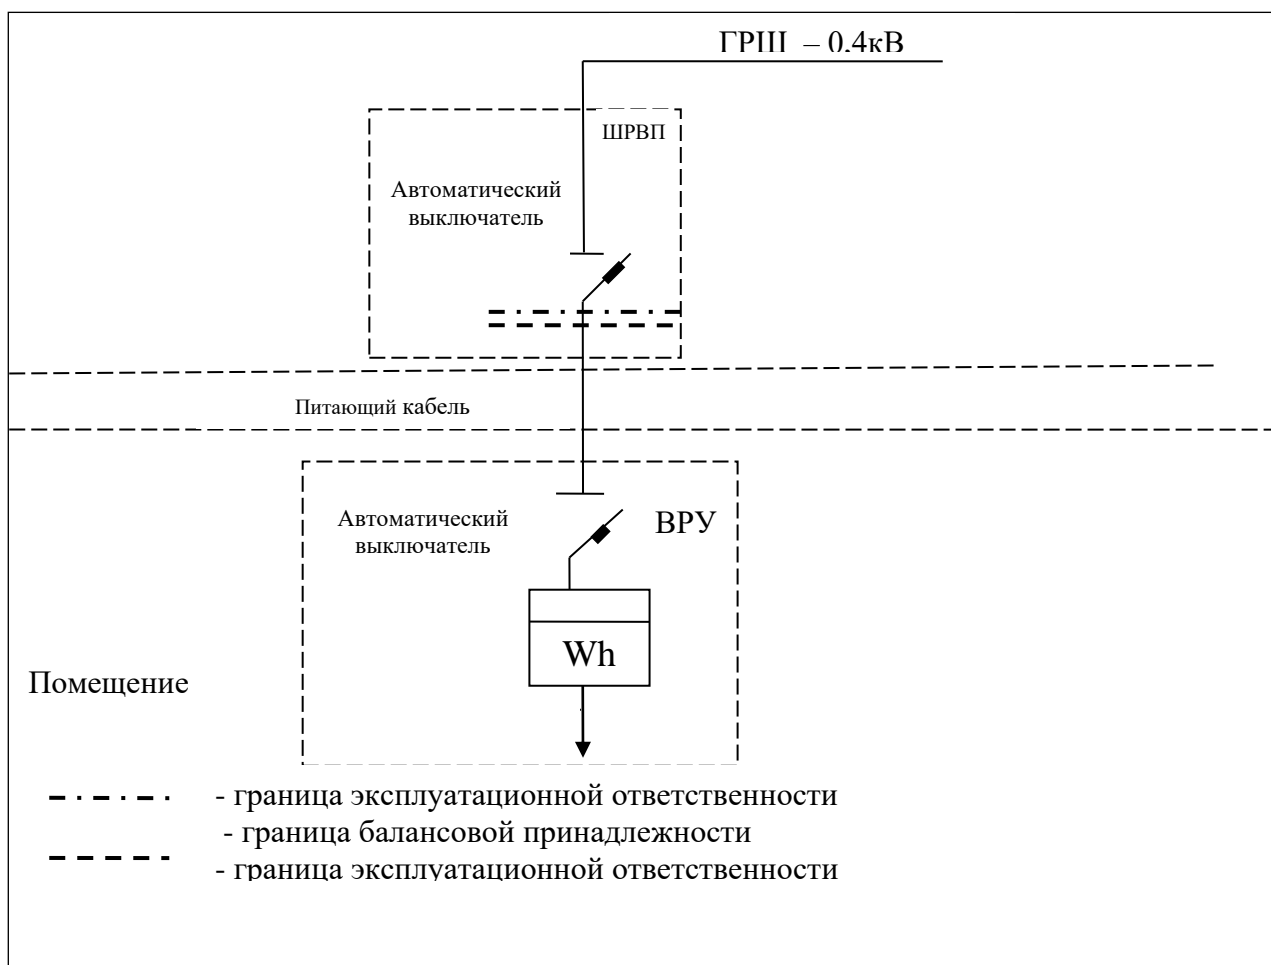 ГРЩ – 0.4кВ
ШРВП
Автоматический
выключатель
Питающий кабель
Автоматический
выключатель
ВРУ
Wh
Помещение
- граница эксплуатационной ответственности
- граница балансовой принадлежности
- граница эксплуатационной ответственности